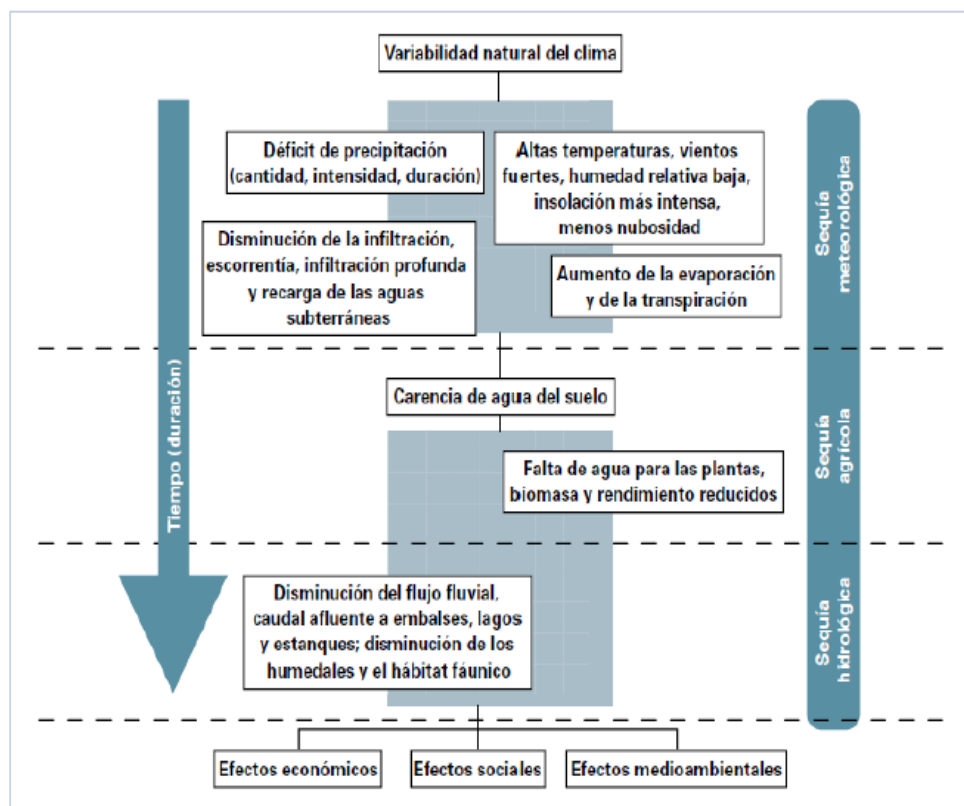 Variabilidad natural del clima
Déficit de precipitación
(cantidad, intensidad, duración)
Altas temperaturas, vientos
fuertes, humedad relativa baja,
insolación más intensa,
menos nubosidad
Disminución de la infiltración,
escorrentía, infiltración profunda
y recarga de las aguas
subterráneas
Aumento de la evaporación
y de la transpiración
Sequía
meteorológica
Carencia de agua del suelo
Falta de agua para las plantas,
biomasa y rendimiento reducidos
Sequía
agrícola
Tiempo (duración)
Disminución del flujo fluvial,
caudal afluente a embalses, lagos
y estanques; disminución de los
humedales y el hábitat fáunico
Sequía
hidrológica
Efectos económicos
Efectos sociales
Efectos medioambientales